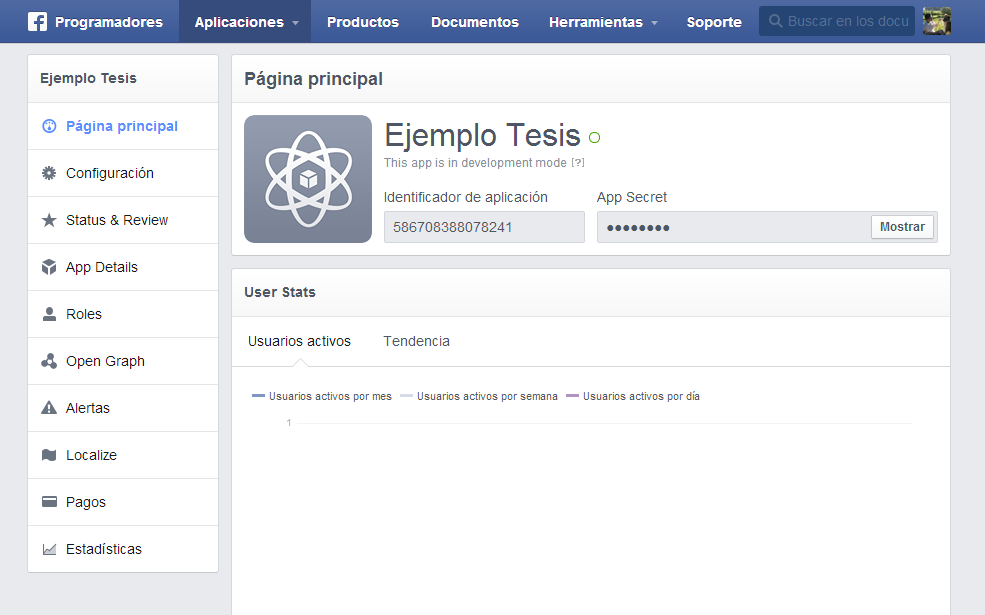 Programadores Aplicaciones Productos Documentos Herramientas Soporte Buscar en los docu
Ejemplo Tesis
Página principal
Configuración
Status & Review
App Details
Roles
Open Graph
Alertas
Localize
Pagos
Estadísticas
Página principal
Ejemplo Tesis
This app is in development mode [?]
Identificador de aplicación App Secret
586708388078241 ●●●●●●●● Mostrar
User Stats
Usuarios activos Tendencia
Usuarios activos por mes Usuarios activos por semana Usuarios activos por día
1